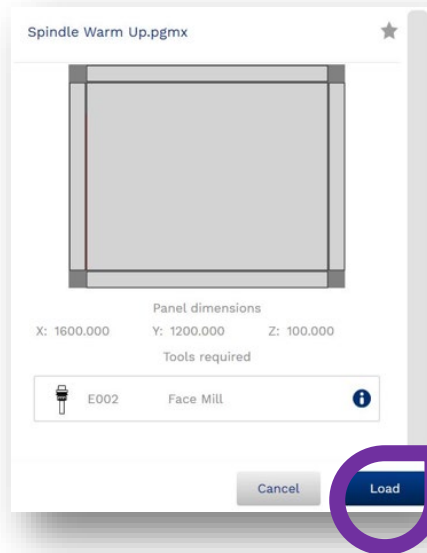 Spindle Warm Up.pgmx
Panel dimensions
X: 1600.000 Y: 1200.000 Z: 100.000
Tools required
E002 Face Mill
Cancel Load